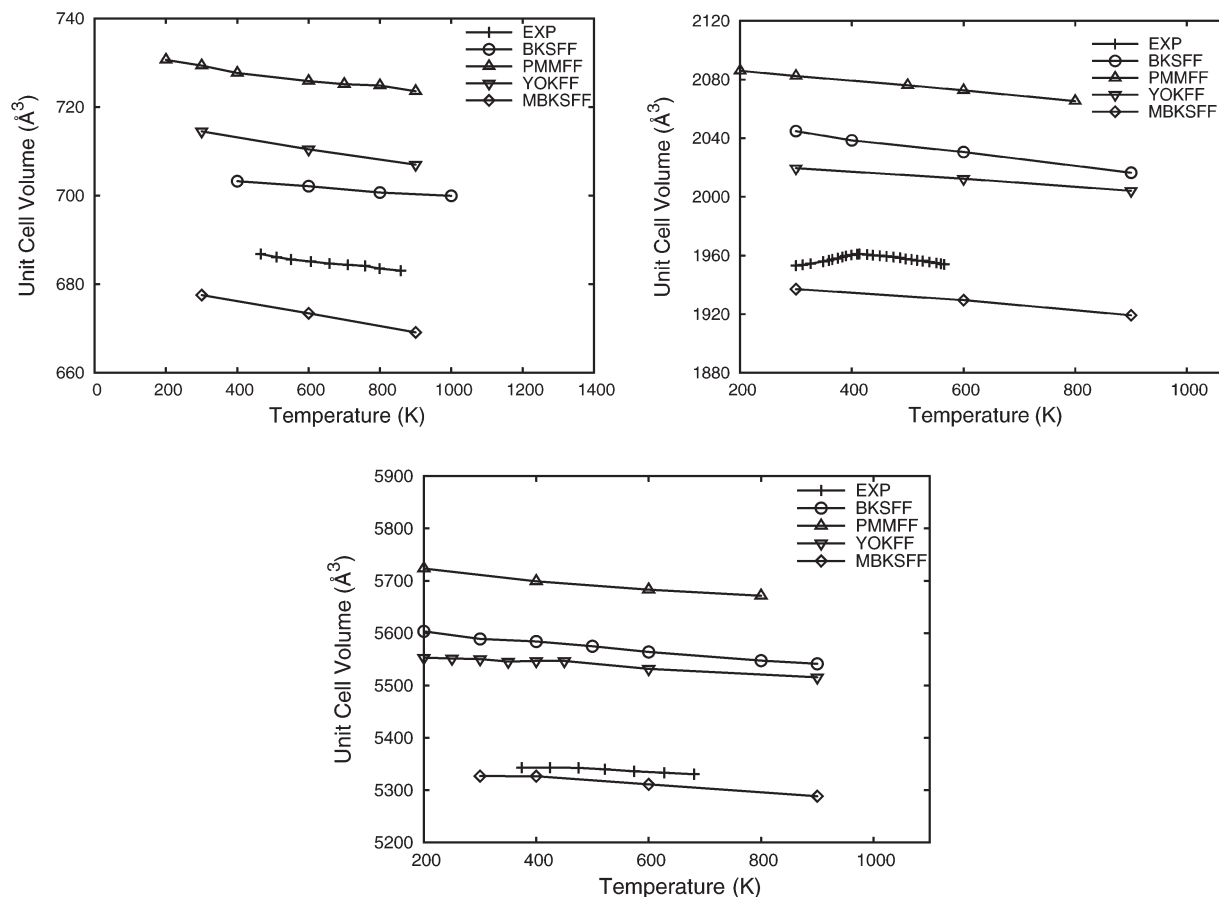 740
720
700
680
660
0
200
400
600
800
1000
1200
1400
Unit Cell Volume (Å³)
Temperature (K)
EXP
BKSFF
PMMFF
YOKFF
MBKSFF
2120
2080
2040
2000
1960
1920
1880
200
400
600
800
1000
Unit Cell Volume (Å³)
Temperature (K)
EXP
BKSFF
PMMFF
YOKFF
MBKSFF
5900
5800
5700
5600
5500
5400
5300
5200
200
400
600
800
1000
Unit Cell Volume (Å³)
Temperature (K)
EXP
BKSFF
PMMFF
YOKFF
MBKSFF